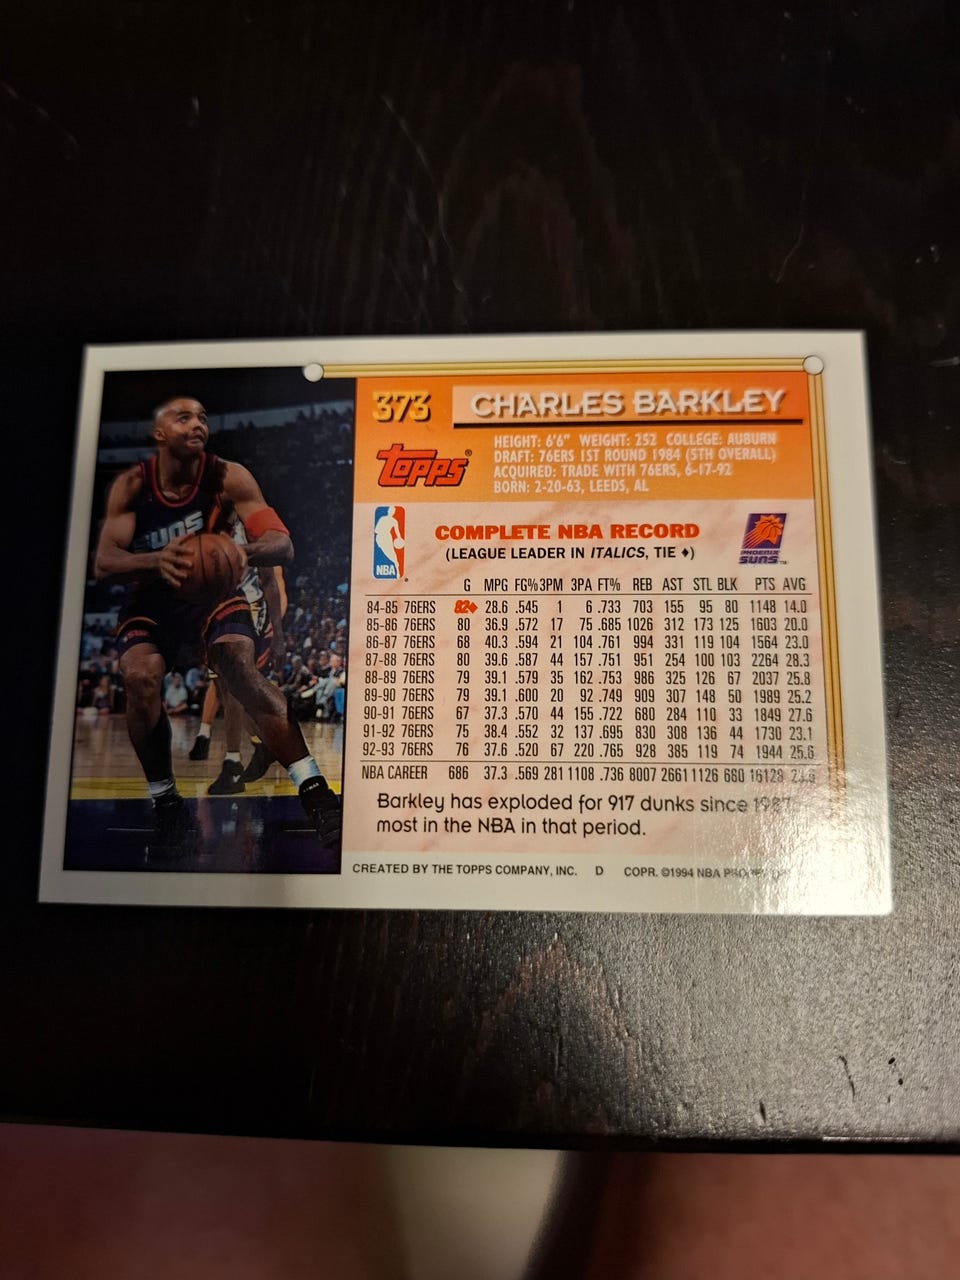 373 CHARLES BARKLEY
Topps®
HEIGHT: 6'6" WEIGHT: 252 COLLEGE: AUBURN
DRAFT: 76ERS 1ST ROUND 1984 (5TH OVERALL)
ACQUIRED: TRADE WITH 76ERS, 6-17-92
BORN: 2-20-63, LEEDS, AL
SUNS
NBA
COMPLETE NBA RECORD
(LEAGUE LEADER IN ITALICS, TIE ♦)
PHOENIX
SUNS™
G MPG FG% 3PM 3PA FT% REB AST STL BLK PTS AVG
84-85 76ERS 82♦ 28.6 .545 1 6 .733 703 155 95 80 1148 14.0
85-86 76ERS 80 36.9 .572 17 75 .685 1026 312 173 125 1603 20.0
86-87 76ERS 68 40.3 .594 21 104 .761 994 331 119 104 1564 23.0
87-88 76ERS 80 39.6 .587 44 157 .751 951 254 100 103 2264 28.3
88-89 76ERS 79 39.1 .579 35 162 .753 986 325 126 67 2037 25.8
89-90 76ERS 79 39.1 .600 20 92 .749 909 307 148 50 1989 25.2
90-91 76ERS 67 37.3 .570 44 155 .722 680 284 110 33 1849 27.6
91-92 76ERS 75 38.4 .552 32 137 .695 830 308 136 44 1730 23.1
92-93 76ERS 76 37.6 .520 67 220 .765 928 385 119 74 1944 25.6
NBA CAREER 686 37.3 .569 281 1108 .736 8007 2661 1126 680 16128
Barkley has exploded for 917 dunks since 1987,
most in the NBA in that period.
CREATED BY THE TOPPS COMPANY, INC. D COPR. ©1994 NBA